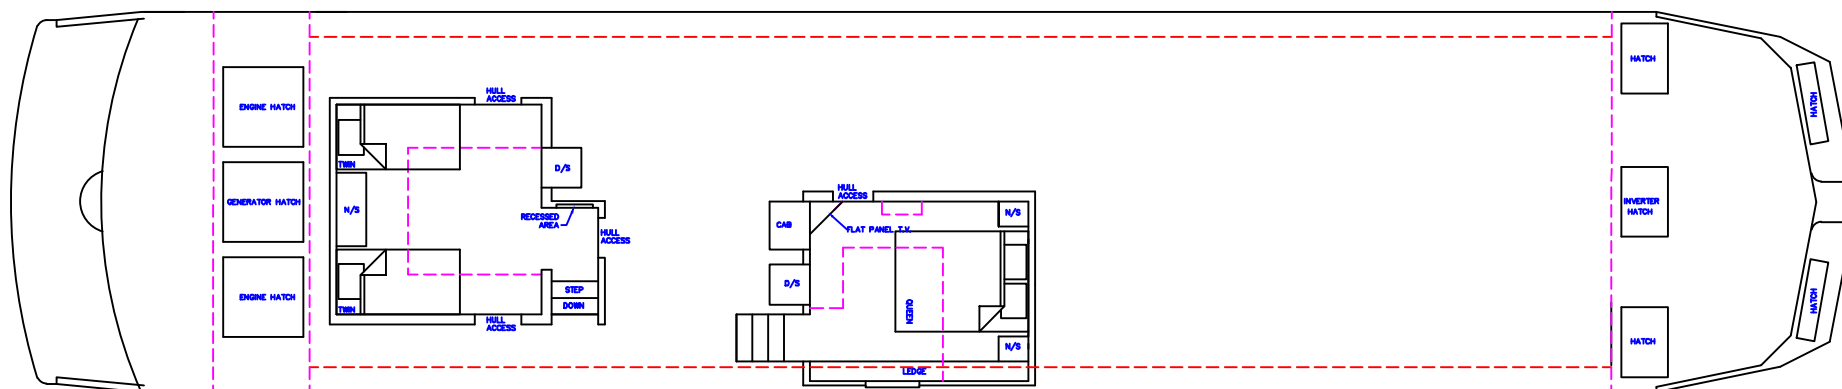 ENGINE HATCH
GENERATOR HATCH
ENGINE HATCH
HULL
ACCESS
TWIN
N/S
TWIN
HULL
ACCESS
D/S
RECESSED
AREA
HULL
ACCESS
STEP
DOWN
HULL
ACCESS
CAB
FLAT PANEL T.V.
N/S
D/S
QUEEN
N/S
LEDGE
HATCH
INVERTER
HATCH
HATCH
HATCH
HATCH